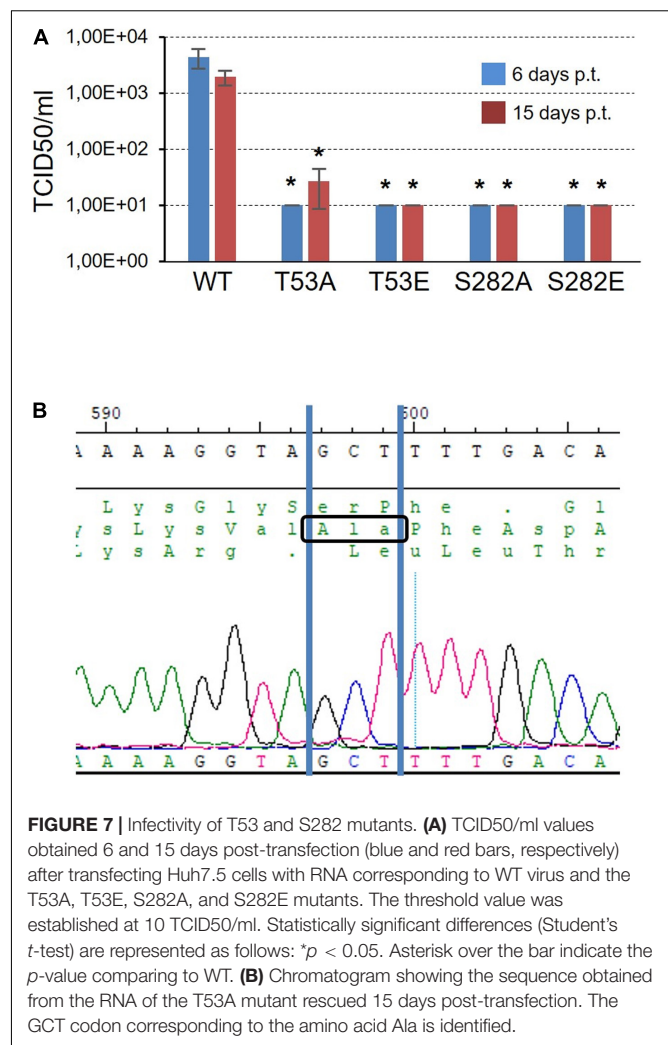 A
1,00E+04
1,00E+03
1,00E+02
1,00E+01
1,00E+00
TCID50/ml
6 days p.t.
15 days p.t.
* * * * * * * *
WT T53A T53E S282A S282E
B
590 600
A A A A G G T A G C T T T T G A C A
L y s G l y S e r P h e . G l
y s L y s V a l A l a P h e A s p A
L y s A r g . L e u L e u T h r
A A A A G G T A G C T T T T G A C A
FIGURE 7 | Infectivity of T53 and S282 mutants. (A) TCID50/ml values
obtained 6 and 15 days post-transfection (blue and red bars, respectively)
after transfecting Huh7.5 cells with RNA corresponding to WT virus and the
T53A, T53E, S282A, and S282E mutants. The threshold value was
established at 10 TCID50/ml. Statistically significant differences (Student's
t-test) are represented as follows: *p < 0.05. Asterisk over the bar indicate the
p-value comparing to WT. (B) Chromatogram showing the sequence obtained
from the RNA of the T53A mutant rescued 15 days post-transfection. The
GCT codon corresponding to the amino acid Ala is identified.